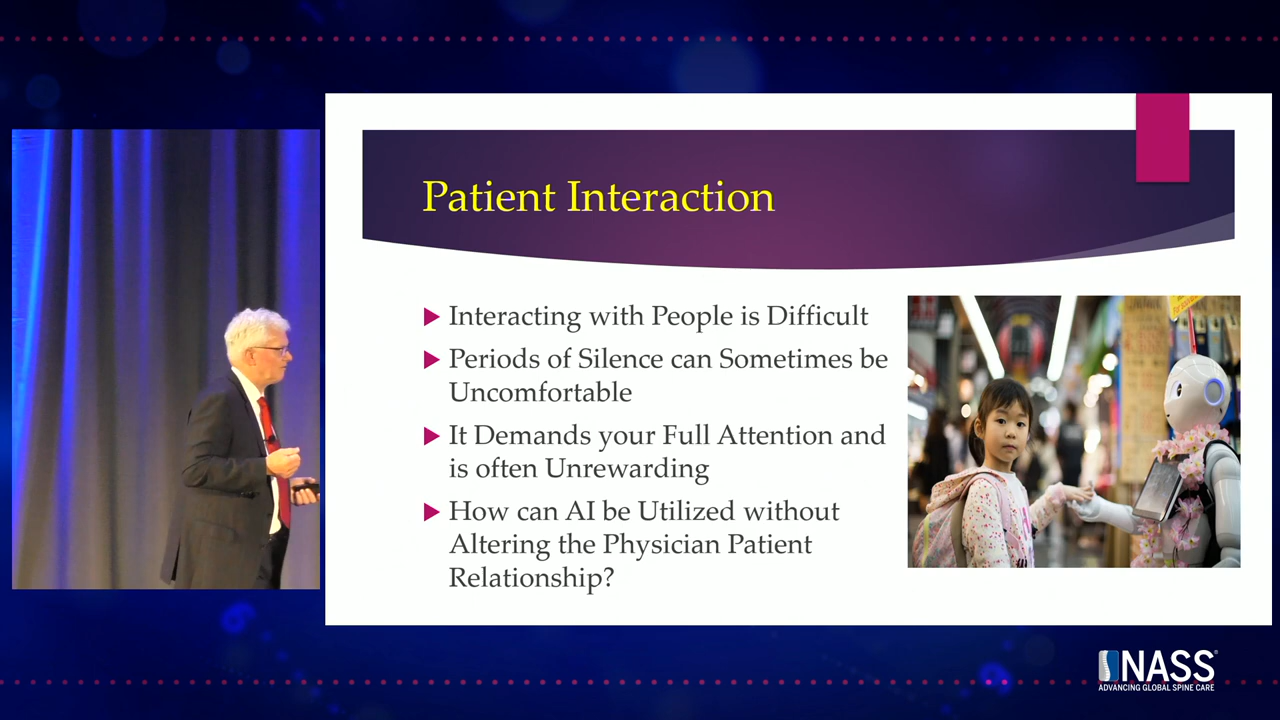 Patient Interaction
Interacting with People is Difficult
Periods of Silence can Sometimes be
Uncomfortable
It Demands your Full Attention and
is often Unrewarding
How can AI be Utilized without
Altering the Physician Patient
Relationship?
NASS
ADVANCING GLOBAL SPINE CARE